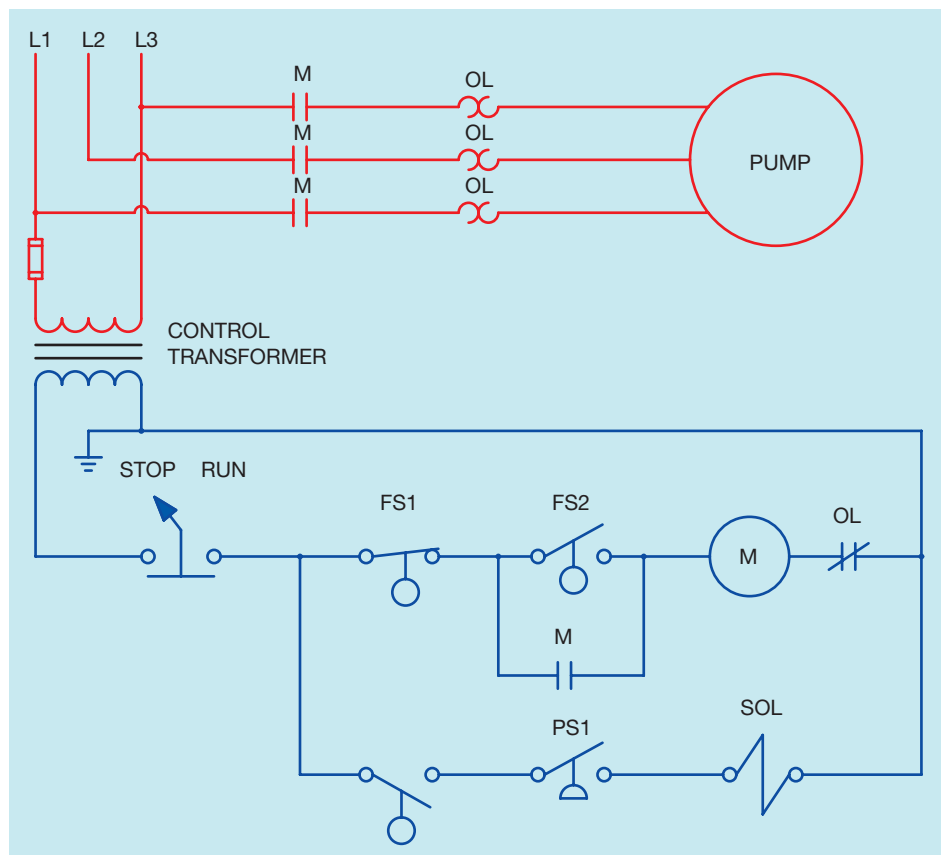 L1 L2 L3
M OL
M OL
PUMP
M OL
CONTROL
TRANSFORMER
STOP RUN
FS1 FS2
OL
M
M
PS1 SOL